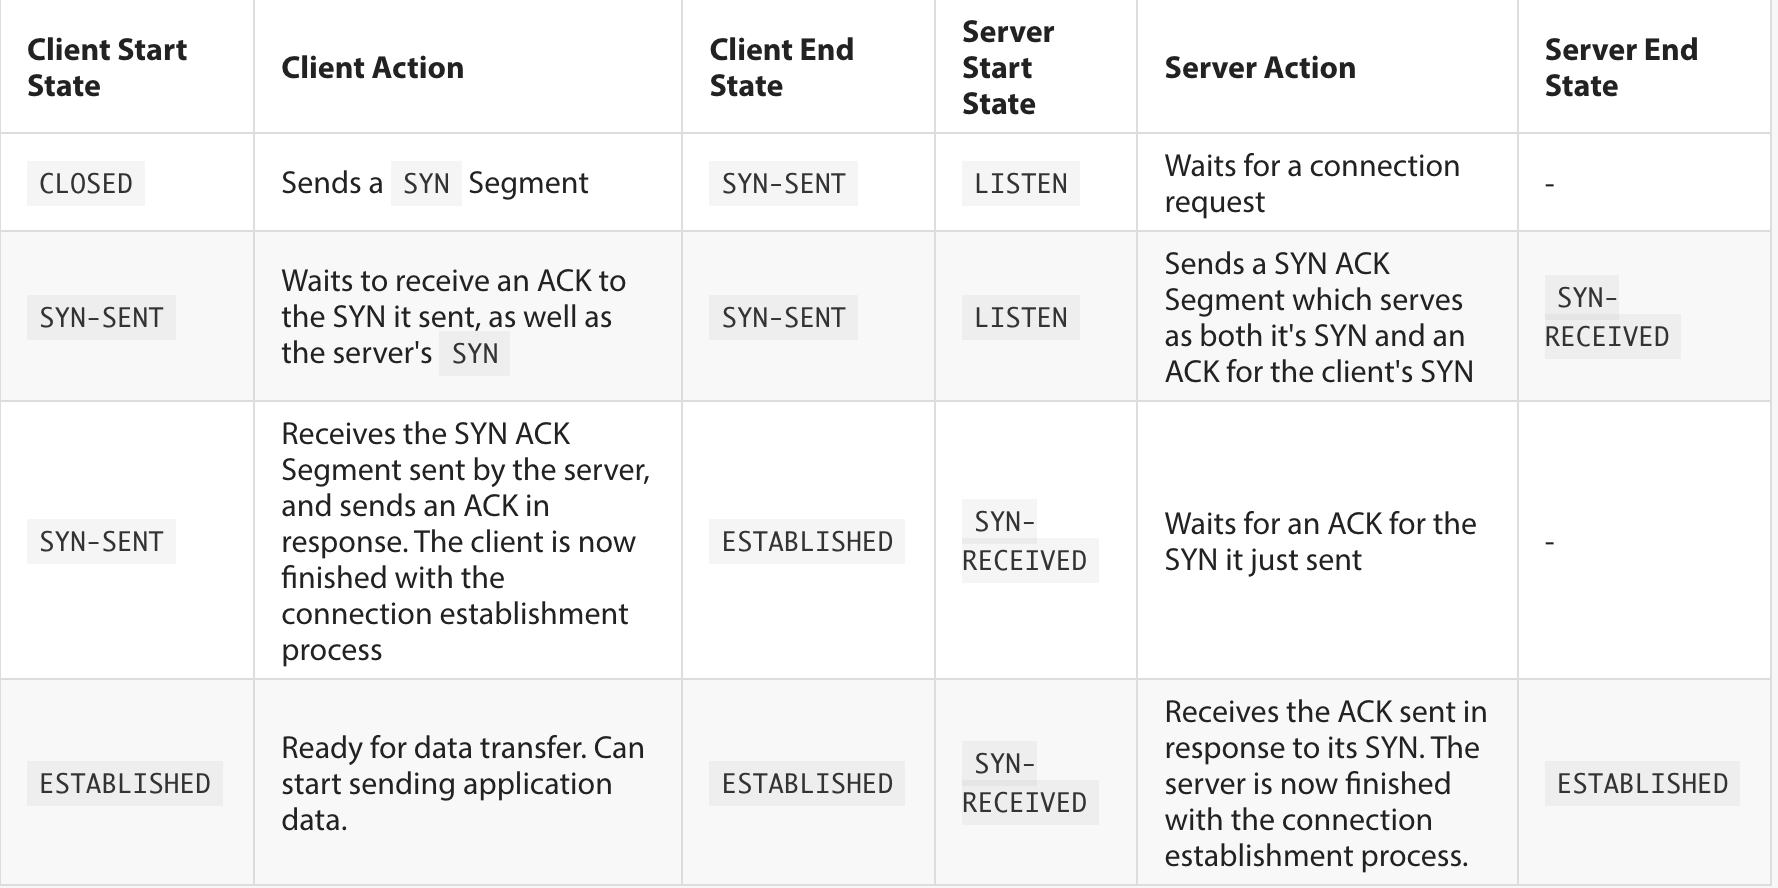 Client Start
State
Client Action
Client End
State
Server
Start
State
Server Action
Server End
State
CLOSED
Sends a SYN Segment
SYN-SENT
LISTEN
Waits for a connection
request
-
SYN-SENT
Waits to receive an ACK to
the SYN it sent, as well as
the server's SYN
SYN-SENT
LISTEN
Sends a SYN ACK
Segment which serves
as both it's SYN and an
ACK for the client's SYN
SYN-
RECEIVED
SYN-SENT
Receives the SYN ACK
Segment sent by the server,
and sends an ACK in
response. The client is now
finished with the
connection establishment
process
ESTABLISHED
SYN-
RECEIVED
Waits for an ACK for the
SYN it just sent
-
ESTABLISHED
Ready for data transfer. Can
start sending application
data.
ESTABLISHED
SYN-
RECEIVED
Receives the ACK sent in
response to its SYN. The
server is now finished
with the connection
establishment process.
ESTABLISHED